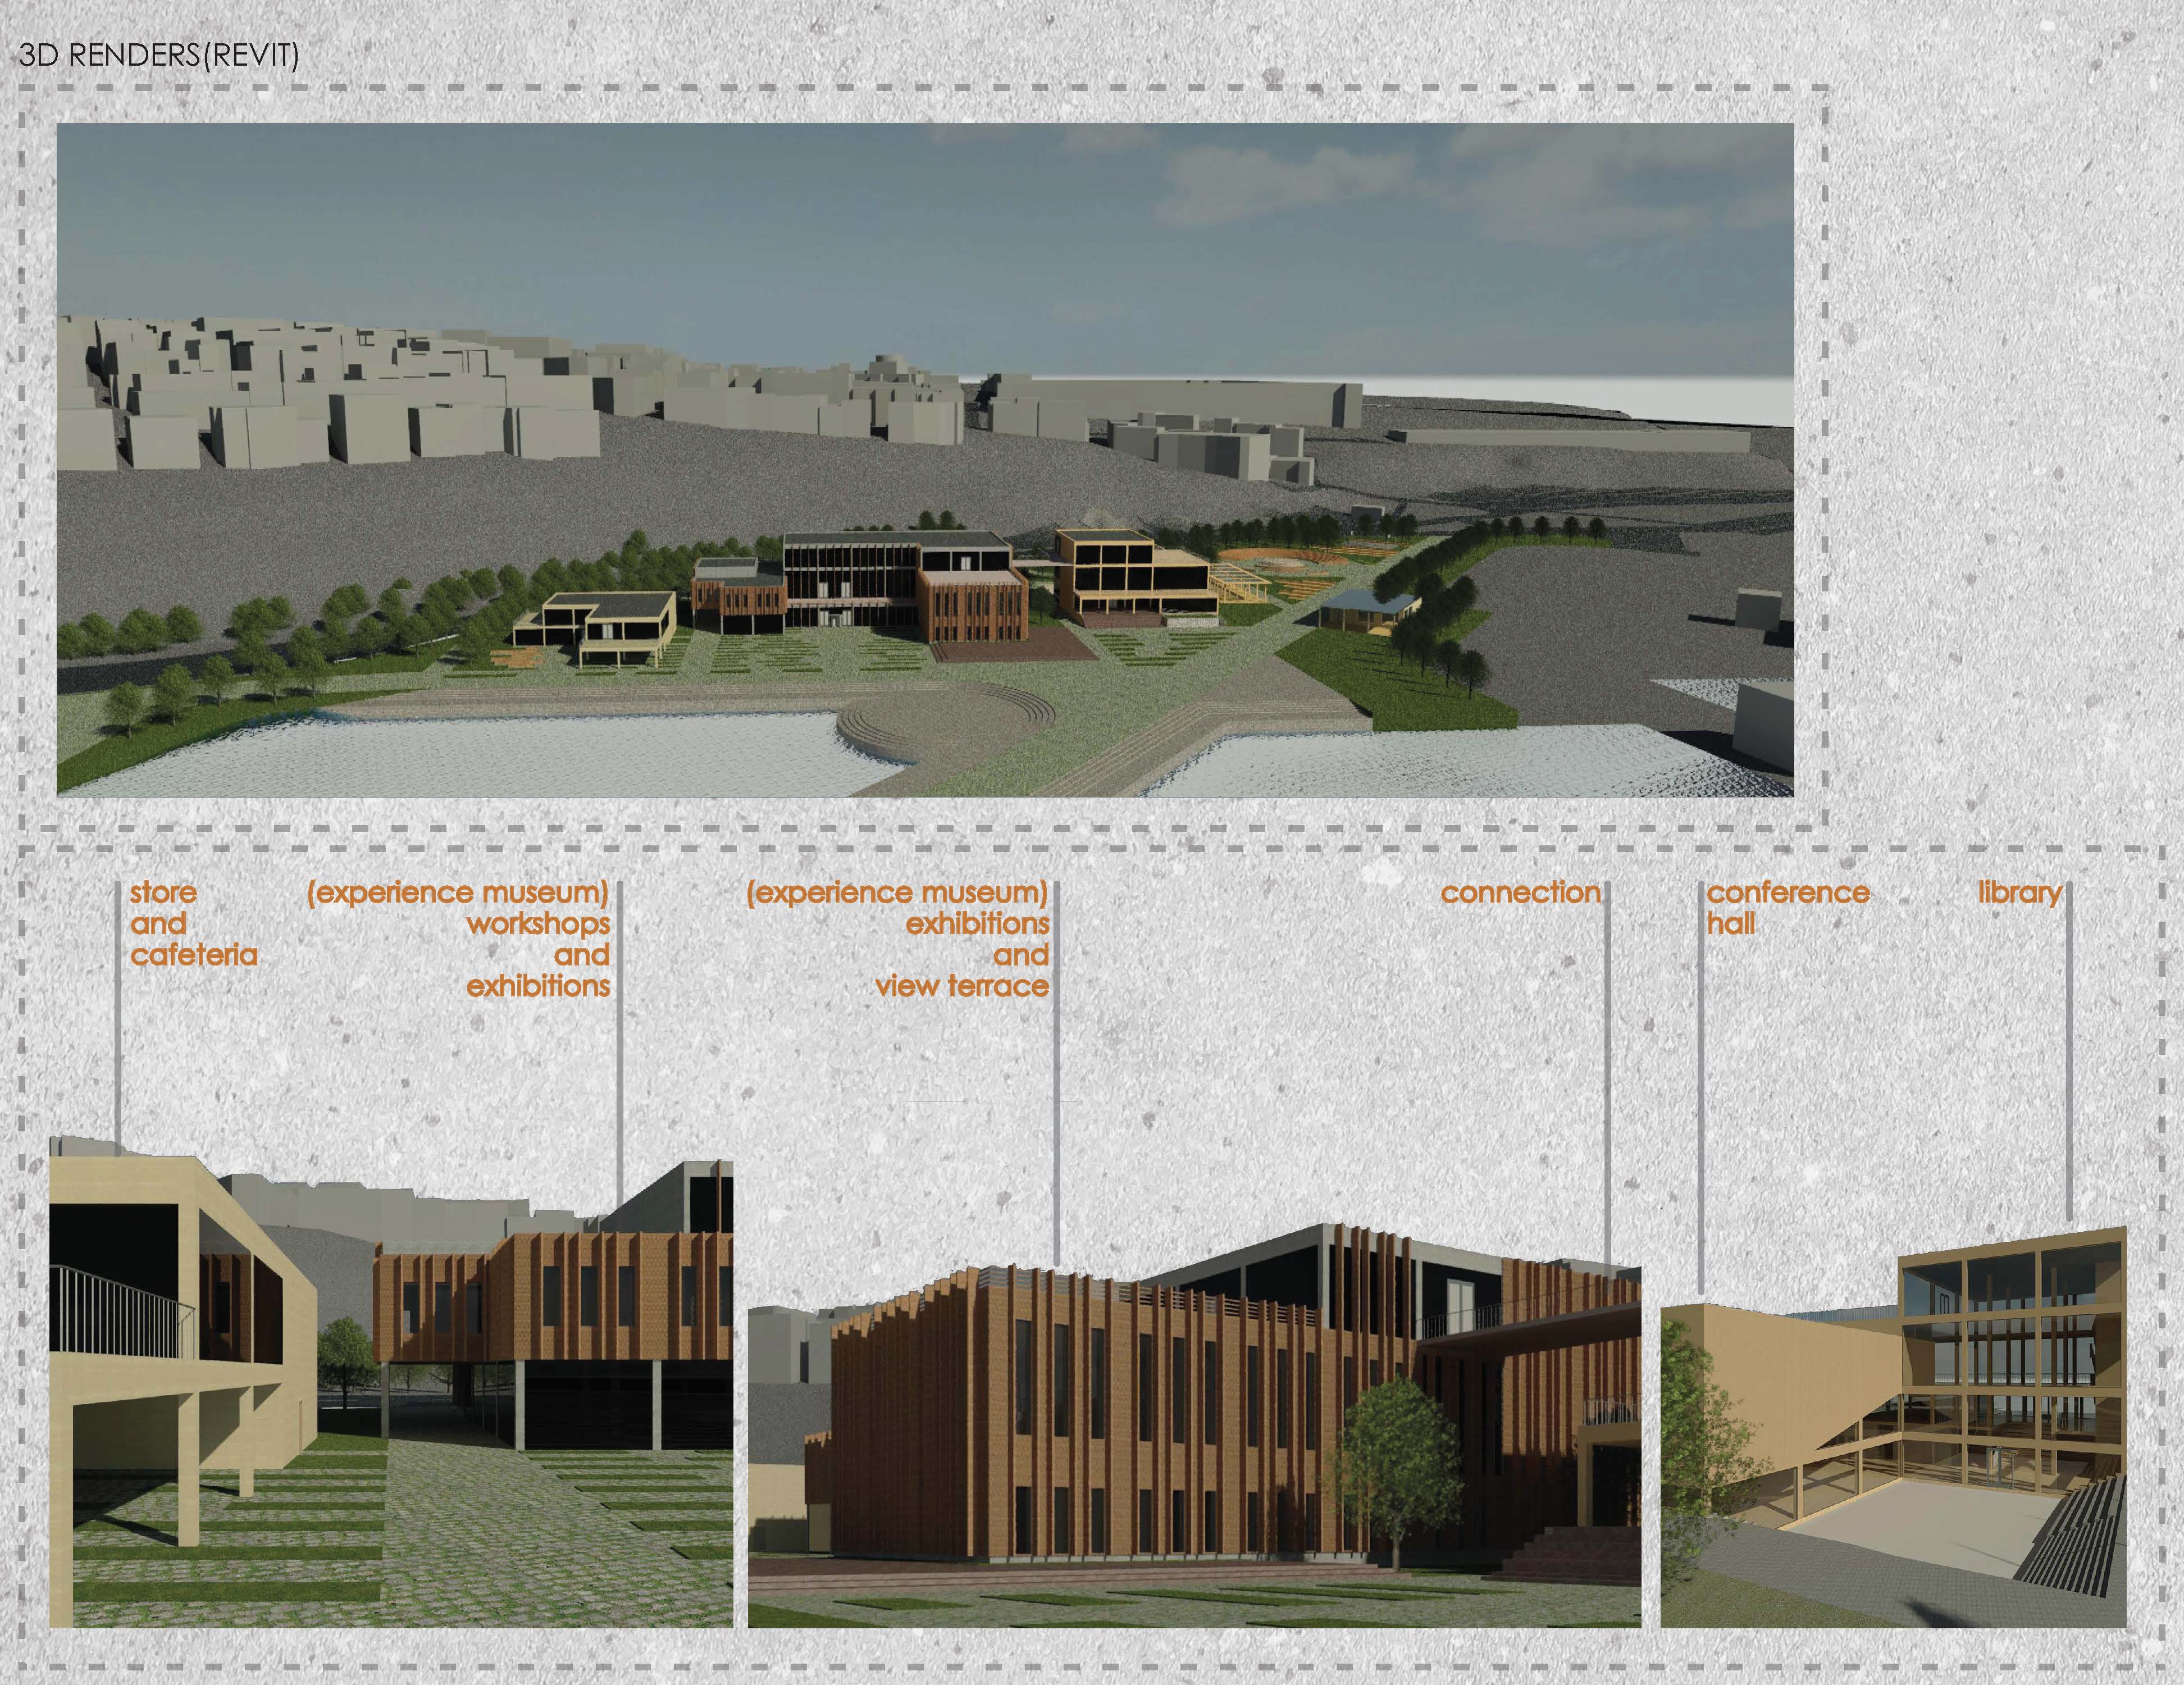 3D RENDERS(REVIT)
store
and
cafeteria
(experience museum)
workshops
and
exhibitions
(experience museum)
exhibitions
and
view terrace
connection
conference
hall
library